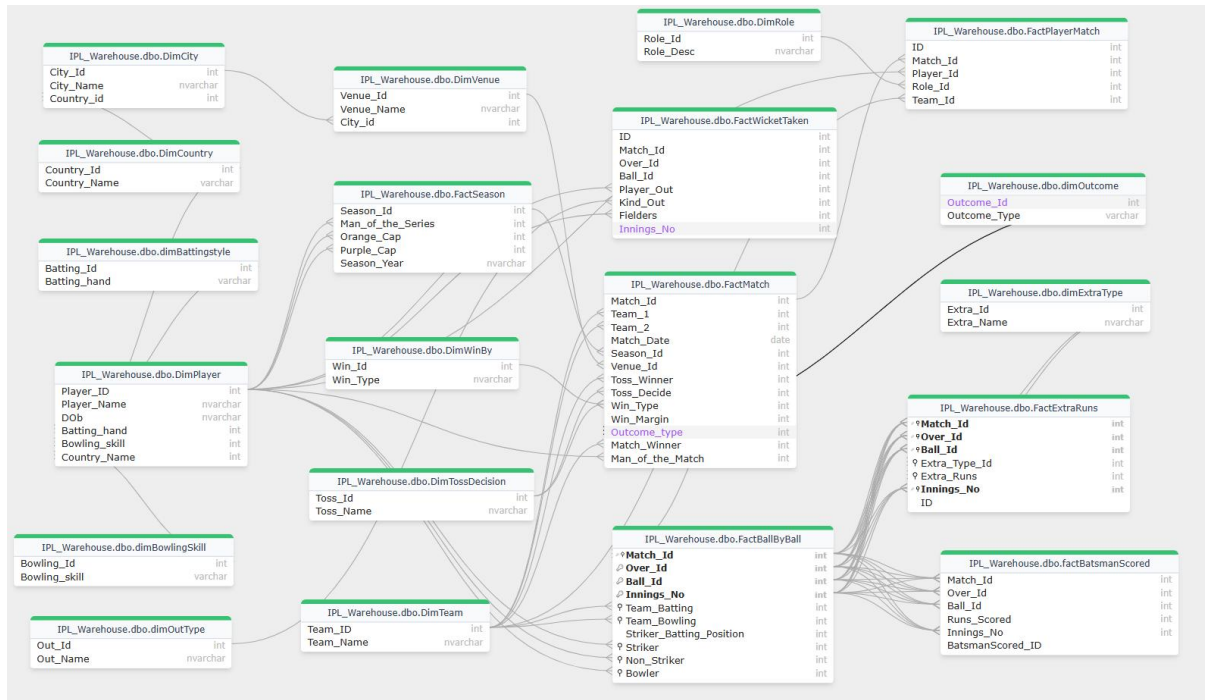 IPL_Warehouse.dbo.DimCity
City_Id int
City_Name nvarchar
Country_id int
IPL_Warehouse.dbo.DimCountry
Country_Id int
Country_Name varchar
IPL_Warehouse.dbo.dimBattingstyle
Batting_Id int
Batting_hand varchar
IPL_Warehouse.dbo.DimPlayer
Player_ID int
Player_Name nvarchar
DOb nvarchar
Batting_hand int
Bowling_skill int
Country_Name int
IPL_Warehouse.dbo.dimBowlingSkill
Bowling_Id int
Bowling_skill varchar
IPL_Warehouse.dbo.dimOutType
Out_Id int
Out_Name nvarchar
IPL_Warehouse.dbo.DimVenue
Venue_Id int
Venue_Name nvarchar
City_id int
IPL_Warehouse.dbo.FactSeason
Season_Id int
Man_of_the_Series int
Orange_Cap int
Purple_Cap int
Season_Year nvarchar
IPL_Warehouse.dbo.DimWinBy
Win_Id int
Win_Type nvarchar
IPL_Warehouse.dbo.DimTossDecision
Toss_Id int
Toss_Name nvarchar
IPL_Warehouse.dbo.DimTeam
Team_ID int
Team_Name nvarchar
IPL_Warehouse.dbo.DimRole
Role_Id int
Role_Desc nvarchar
IPL_Warehouse.dbo.FactWicketTaken
ID int
Match_Id int
Over_Id int
Ball_Id int
Player_Out int
Kind_Out int
Fielders int
Innings_No int
IPL_Warehouse.dbo.FactMatch
Match_Id int
Team_1 int
Team_2 int
Match_Date date
Season_Id int
Venue_Id int
Toss_Winner int
Toss_Decide int
Win_Type int
Win_Margin int
Outcome_type int
Match_Winner int
Man_of_the_Match int
IPL_Warehouse.dbo.FactBallByBall
Match_Id int
Over_Id int
Ball_Id int
Innings_No int
Team_Batting int
Team_Bowling int
Striker_Batting_Position int
Striker int
Non_Striker int
Bowler int
IPL_Warehouse.dbo.FactPlayerMatch
ID int
Match_Id int
Player_Id int
Role_Id int
Team_Id int
IPL_Warehouse.dbo.dimOutcome
Outcome_Id int
Outcome_Type varchar
IPL_Warehouse.dbo.dimExtraType
Extra_Id int
Extra_Name nvarchar
IPL_Warehouse.dbo.FactExtraRuns
Match_Id int
Over_Id int
Ball_Id int
Extra_Type_Id int
Extra_Runs int
Innings_No int
ID int
IPL_Warehouse.dbo.factBatsmanScored
Match_Id int
Over_Id int
Ball_Id int
Runs_Scored int
Innings_No int
BatsmanScored_ID int